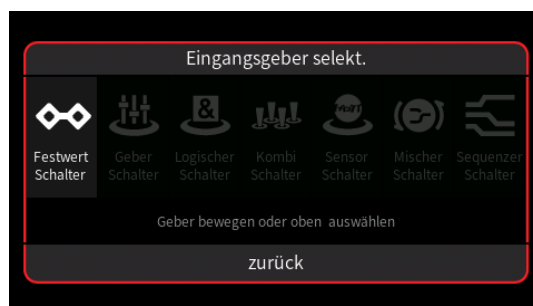 Eingangsgeber selekt.
&
Festwert Geber Logischer Kombi Sensor Mischer Sequenzer
Schalter Schalter Schalter Schalter Schalter Schalter Schalter
Geber bewegen oder oben auswählen
zurück